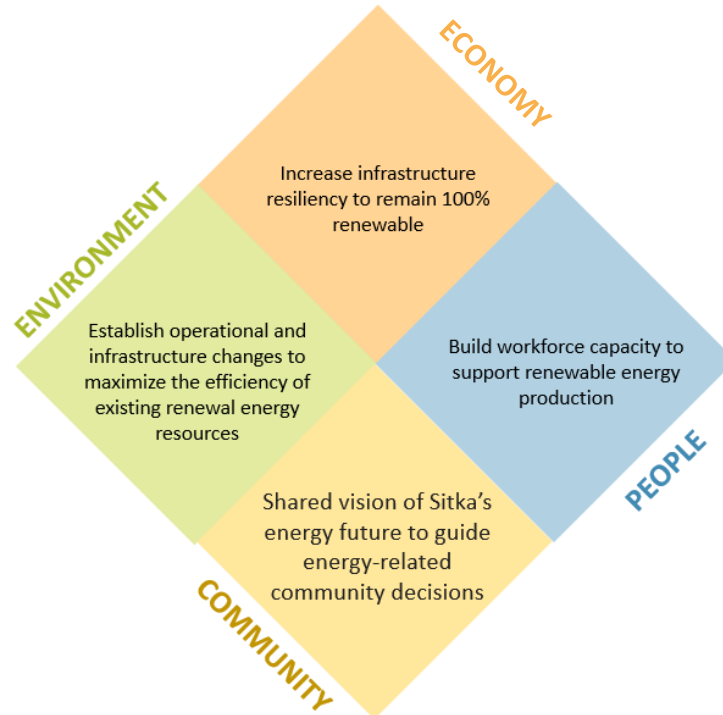 ECONOMY
Increase infrastructure
resiliency to remain 100%
renewable
ENVIRONMENT
Establish operational and
infrastructure changes to
maximize the efficiency of
existing renewal energy
resources
Build workforce capacity to
support renewable energy
production
PEOPLE
Shared vision of Sitka's
energy future to guide
energy-related
community decisions
COMMUNITY